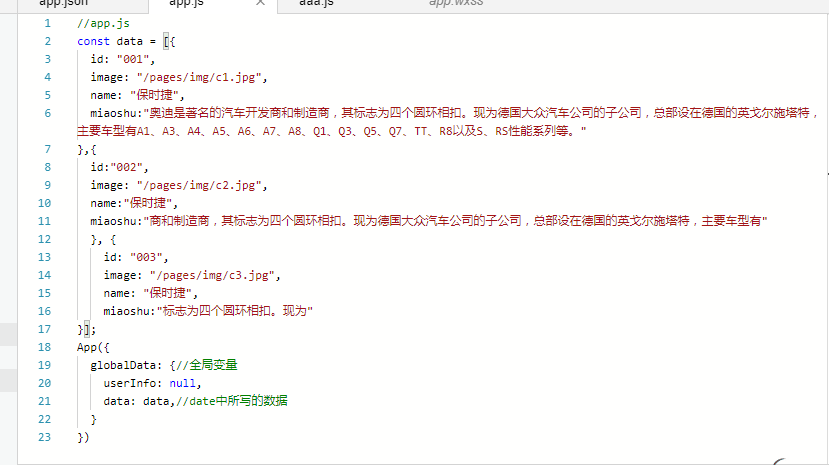 app.json app.js × aaa.js app.wxss
1 //app.js
2 const data = [{
3 id: "001",
4 image: "/pages/img/c1.jpg",
5 name: "保时捷",
6 miaoshu:"奥迪是著名的汽车开发商和制造商，其标志为四个圆环相扣。现为德国大众汽车公司的子公司，总部设在德国的英戈尔施塔特，
主要车型有A1、A3、A4、A5、A6、A7、A8、Q1、Q3、Q5、Q7、TT、R8以及S、RS性能系列等。"
7 },{
8 id:"002",
9 image: "/pages/img/c2.jpg",
10 name:"保时捷",
11 miaoshu:"商和制造商，其标志为四个圆环相扣。现为德国大众汽车公司的子公司，总部设在德国的英戈尔施塔特，主要车型有"
12 }, {
13 id: "003",
14 image: "/pages/img/c3.jpg",
15 name: "保时捷",
16 miaoshu:"标志为四个圆环相扣。现为"
17 }];
18 App({
19 globalData: {//全局变量
20 userInfo: null,
21 data: data,//date中所写的数据
22 }
23 })